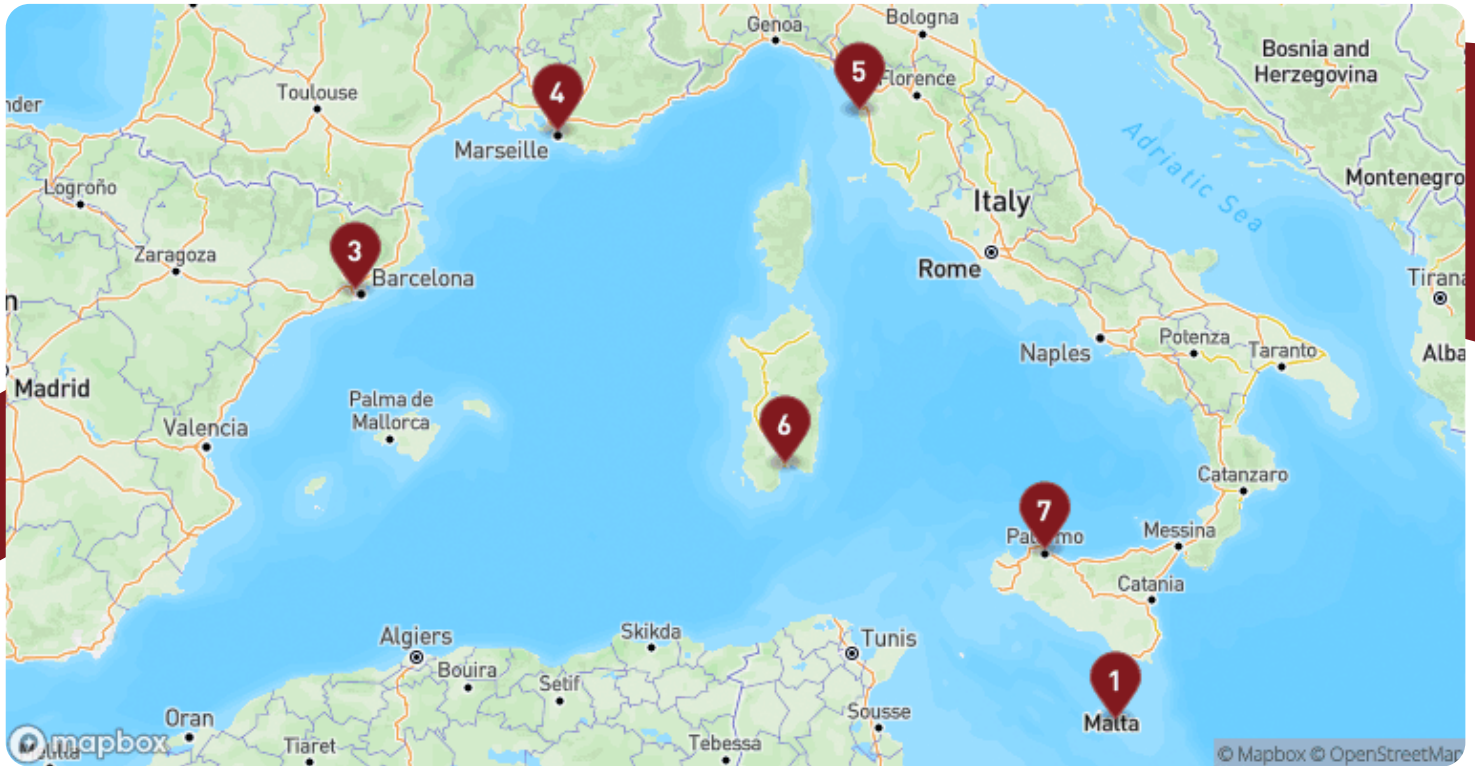 Genoa
Bologna
Bosnia and
Herzegovina
5
Florence
4
Toulouse
nder
Marseille
Adriatic Sea
Montenegro
Logroño
Italy
3
Zaragoza
Barcelona
Rome
Tirana
n
Naples
Potenza
Taranto
Alba
Madrid
Palma de
Mallorca
6
Valencia
Catanzaro
7
Messina
Catania
Algiers
Skikda
Tunis
Bouira
Setif
1
Malta
Oran
Sousse
mapbox
Tiaret
Tebessa
© Mapbox © OpenStreetMap